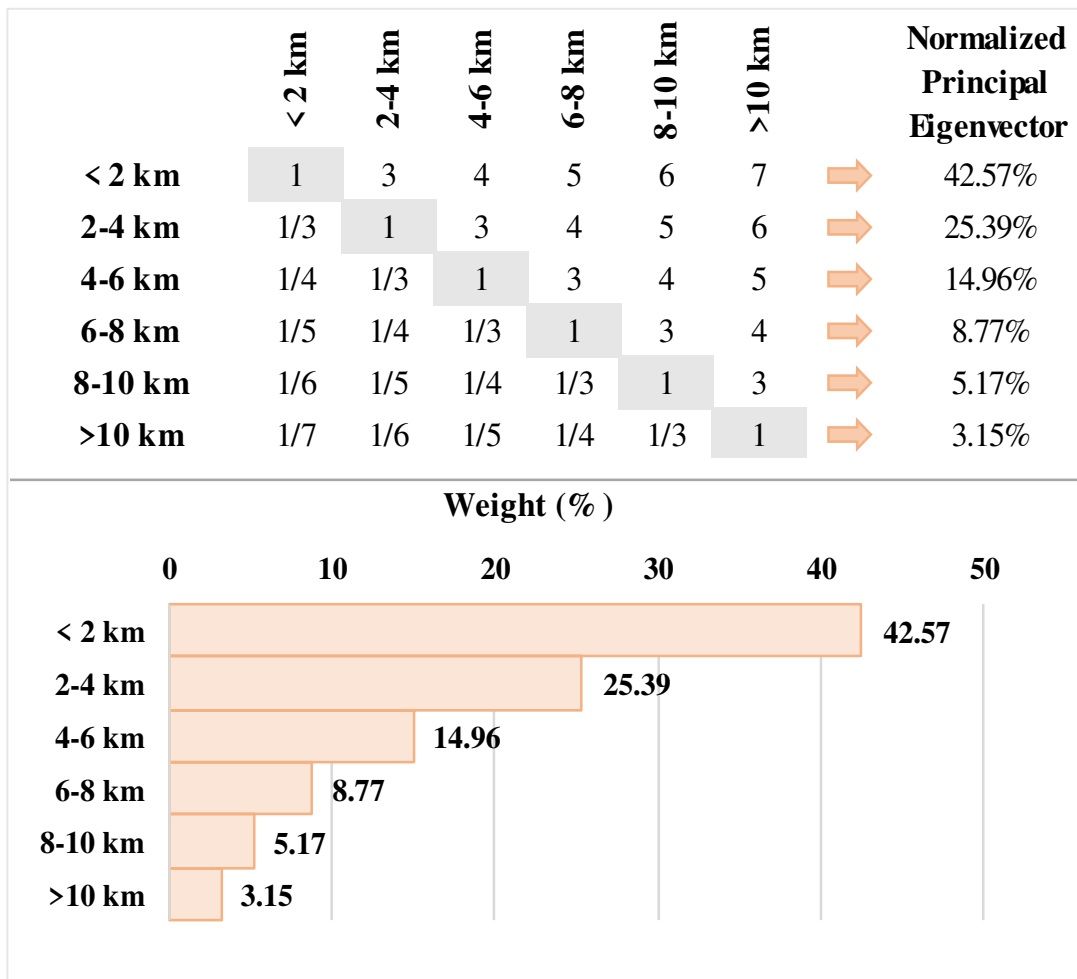 < 2 km 2-4 km 4-6 km 6-8 km 8-10 km >10 km Normalized
Principal
Eigenvector
< 2 km 1 3 4 5 6 7 42.57%
2-4 km 1/3 1 3 4 5 6 25.39%
4-6 km 1/4 1/3 1 3 4 5 14.96%
6-8 km 1/5 1/4 1/3 1 3 4 8.77%
8-10 km 1/6 1/5 1/4 1/3 1 3 5.17%
>10 km 1/7 1/6 1/5 1/4 1/3 1 3.15%
Weight (% )
0 10 20 30 40 50
< 2 km 42.57
2-4 km 25.39
4-6 km 14.96
6-8 km 8.77
8-10 km 5.17
>10 km 3.15